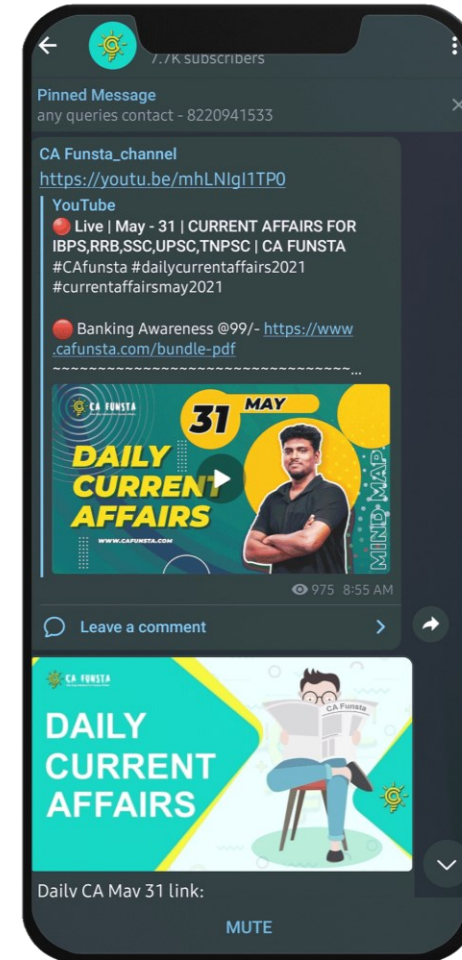 7.7K subscribers
Pinned Message
any queries contact - 8220941533
CA Funsta_channel
https://youtu.be/mhLNIgI1TP0
YouTube
🔴 Live | May - 31 | CURRENT AFFAIRS FOR
IBPS,RRB,SSC,UPSC,TNPSC | CA FUNSTA
#CAfunsta #dailycurrentaffairs2021
#currentaffairsmay2021
🔴 Banking Awareness @99/- https://www
.cafunsta.com/bundle-pdf
~~~~~~~~~~~~~~~~~~~~~~~~~~~~~~~~~...
CA FUNSTA
31 MAY
DAILY
CURRENT
AFFAIRS
WWW.CAFUNSTA.COM
MIND MAP
975 8:55 AM
Leave a comment
CA FUNSTA
CA Funsta
DAILY
CURRENT
AFFAIRS
Daily CA May 31 link:
MUTE